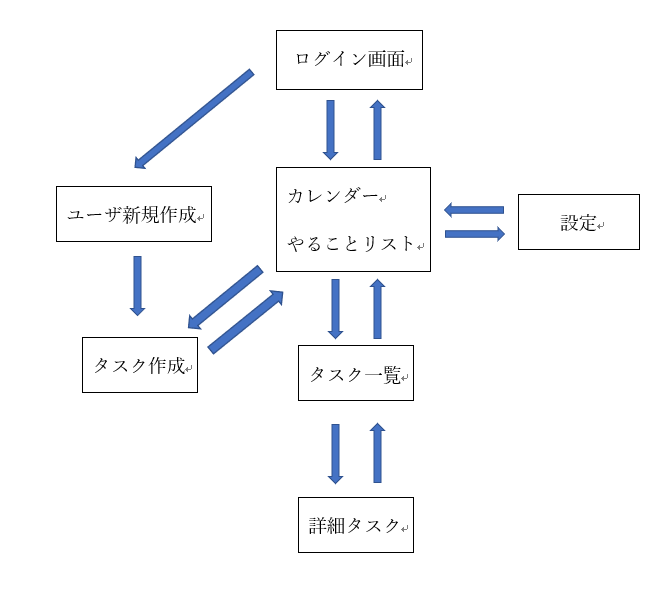 ログイン画面
カレンダー
やることリスト
設定
ユーザ新規作成
タスク作成
タスク一覧
詳細タスク